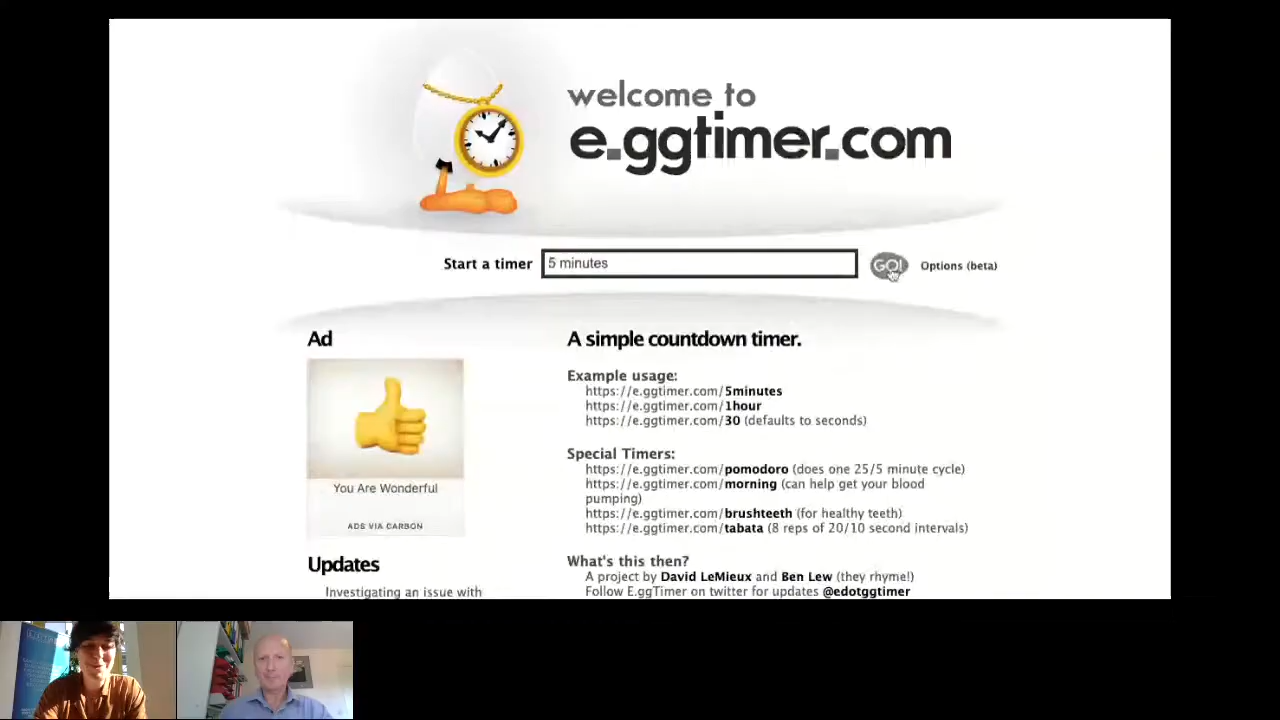 welcome to
e.ggtimer.com
Start a timer
5 minutes
GO!
Options (beta)
Ad
You Are Wonderful
ADS VIA CARBON
Updates
Investigating an issue with
A simple countdown timer.
Example usage:
https://e.ggtimer.com/5minutes
https://e.ggtimer.com/1hour
https://e.ggtimer.com/30 (defaults to seconds)
Special Timers:
https://e.ggtimer.com/pomodoro (does one 25/5 minute cycle)
https://e.ggtimer.com/morning (can help get your blood
pumping)
https://e.ggtimer.com/brushteeth (for healthy teeth)
https://e.ggtimer.com/tabata (8 reps of 20/10 second intervals)
What's this then?
A project by David LeMieux and Ben Lew (they rhyme!)
Follow E.ggTimer on twitter for updates @edotggtimer